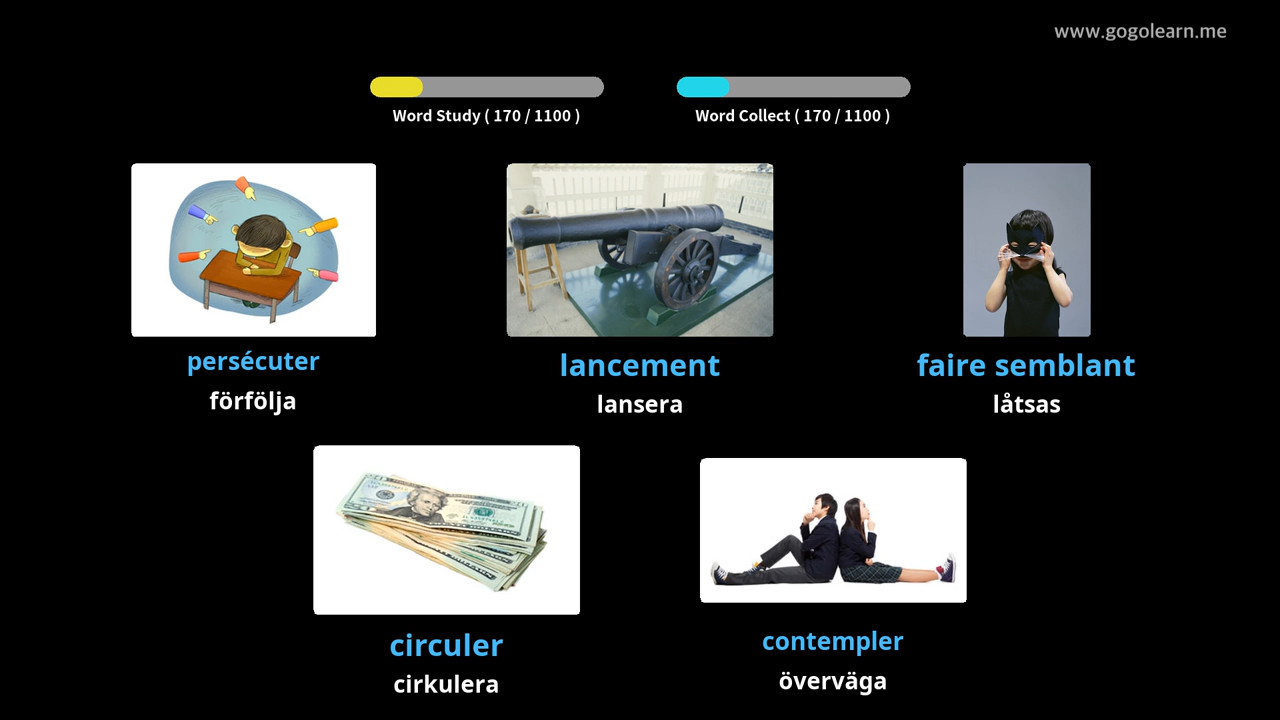 www.gogolearn.me
Word Study ( 170 / 1100 )
Word Collect ( 170 / 1100 )
persécuter
förfölja
lancement
lansera
faire semblant
låtsas
circuler
cirkulera
contempler
överväga